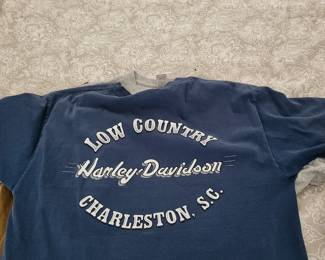 LOW COUNTRY
Harley-Davidson
CHARLESTON, S.C.